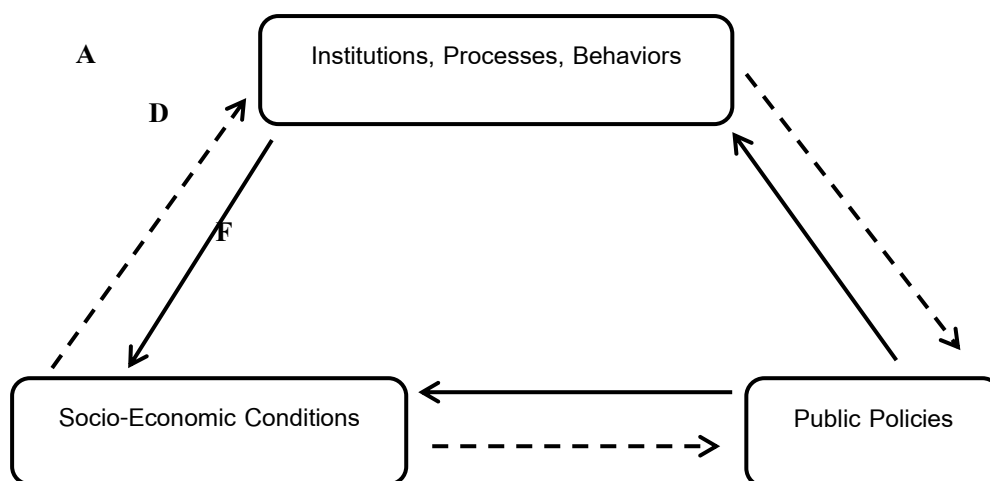 Institutions, Processes, Behaviors
A
D
F
Socio-Economic Conditions
Public Policies